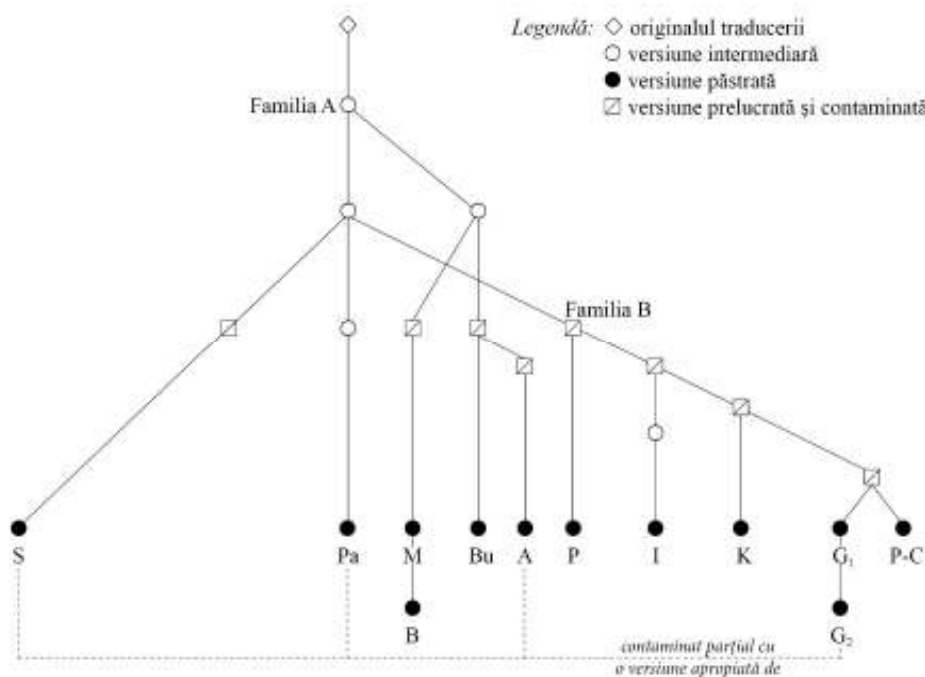 Legendă: ◇ originalul traducerii
○ versiune intermediară
● versiune păstrată
⍁ versiune prelucrată și contaminată
Familia A
Familia B
S Pa M Bu A P I K G₁ P-C
B G₂
contaminat parțial cu
o versiune apropiată de